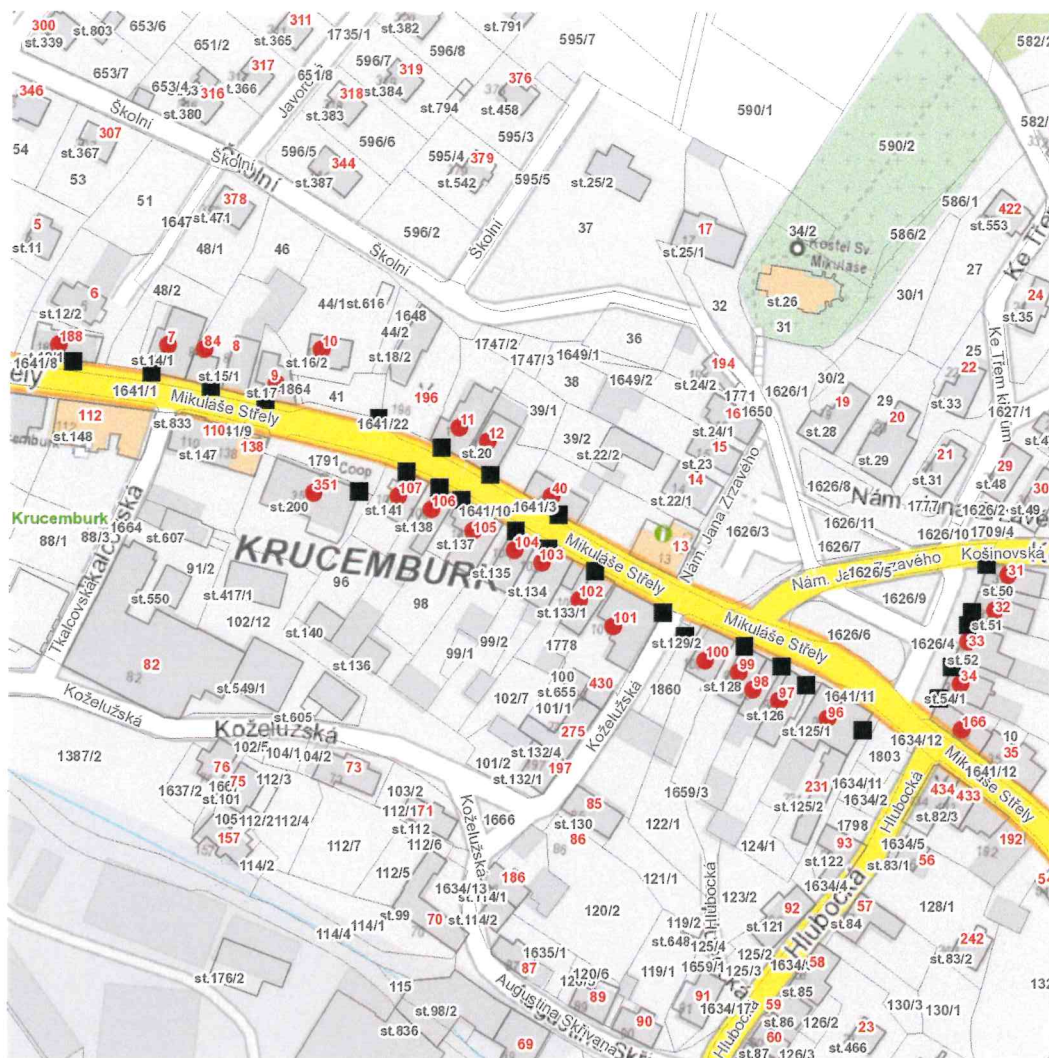 300
st.339
st.803
653/6
311
st.365
1735/1
382
st.382
596/8
st.791
595/7
582/2
651/2
317
st.366
651/8
596/7
319
st.384
376
st.458
590/1
653/7
653/4
316
st.380
Javorová
318
st.383
st.794
582/
346
Školní
307
st.367
596/6
595/3
590/2
54
53
Školní
Školní
596/5
344
st.387
595/4
379
st.542
595/5
st.25/2
51
378
st.471
586/1
422
st.553
5
st.11
1647
48/1
46
Školní
596/2
Školní
37
17
st.25/1
34/2
Kostel Sv.
Mikuláše
586/2
27
Ke Třem
6
st.12/2
48/2
44/1
st.616
1648
st.26
30/1
24
st.35
32
31
188
7
84
8
10
44/2
st.18/2
1747/2
1747/3
1649/1
36
25
22
1641/8
st.14/1
st.15/1
9
st.16/2
38
1649/2
194
st.24/2
1771
1626/1
30/2
29
st.33
Ke Třem křížům
ely
1641/1
Mikuláše Střely
st.17
1864
41
196
1641/22
39/1
16
1650
st.24/1
19
20
1627/1
112
st.148
st.833
110
st.147
138
1791
Coop
11
12
st.20
39/2
st.22/2
15
st.23
14
st.28
st.29
21
st.31
29
st.48
30
st.49
351
st.200
107
st.141
106
st.138
1641/10
40
1641/3
st.22/1
Nám. Jana Zrzavého
1626/8
1777/
1626/2
Krucemburk
88/1
88/3
1664
Tkalcovská
st.607
105
st.137
Mikuláše Střely
13
1626/3
1626/11
1626/7
1626/10
1709/4
Košinovská
KRUCEMBURK
104
st.135
103
st.134
Nám. Jana Zrzavého
1626/5
31
st.50
91/2
st.550
st.417/1
96
98
102
st.133/1
1626/9
32
st.51
102/12
st.140
99/2
99/1
101
1778
st.129/2
Mikuláše Střely
1626/6
1626/4
33
st.52
82
st.136
100
st.655
430
1860
100
st.128
99
98
97
st.126
1641/11
34
st.54/1
Koželužská
st.549/1
102/7
101/1
96
st.125/1
166
st.605
Koželužská
275
Koželužská
1634/12
10
35
1387/2
102/5
104/1
104/2
101/2
st.132/4
st.132/1
197
1803
Mikuláše Střely
1641/12
76
75
st.101
73
1637/2
112/3
103/2
1659/3
231
st.125/2
1634/11
1634/2
434
433
st.82/3
105
112/2
112/4
112/1
71
st.112
1666
85
st.130
86
122/1
1798
Hlubocká
192
157
112/6
Koželužská
124/1
93
st.122
1634/5
st.83/1
56
114/2
112/7
112/5
186
121/1
1634/4
1634/13
st.114/1
Hlubocká
123/2
92
st.121
57
st.84
128/1
st.99
70
st.114/2
120/2
119/2
st.648
125/4
Hlubocká
242
st.83/2
114/4
114/1
1635/1
87
125/2
125/3
58
st.85
st.176/2
115
120/6
119/1
1659/1
91
59
st.86
130/3
130/1
st.98/2
st.836
Augustina Skřivana
89
90
1634/17
Hlubocká
126/2
23
st.466
69
60
st.87
126/3